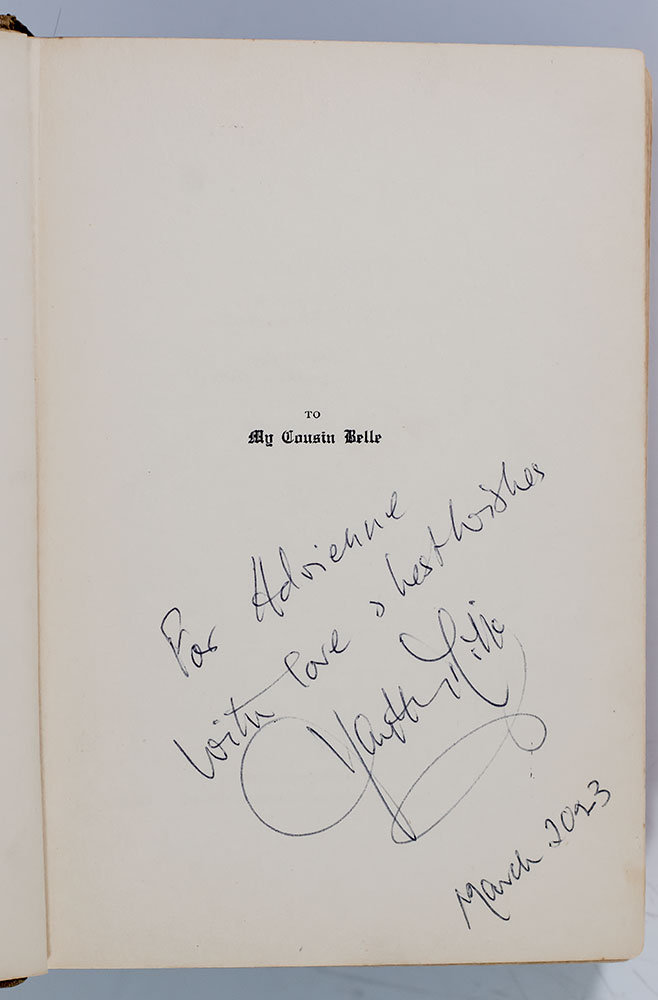 TO
My Cousin Belle
For Adrienne
with love & best wishes
March 2023